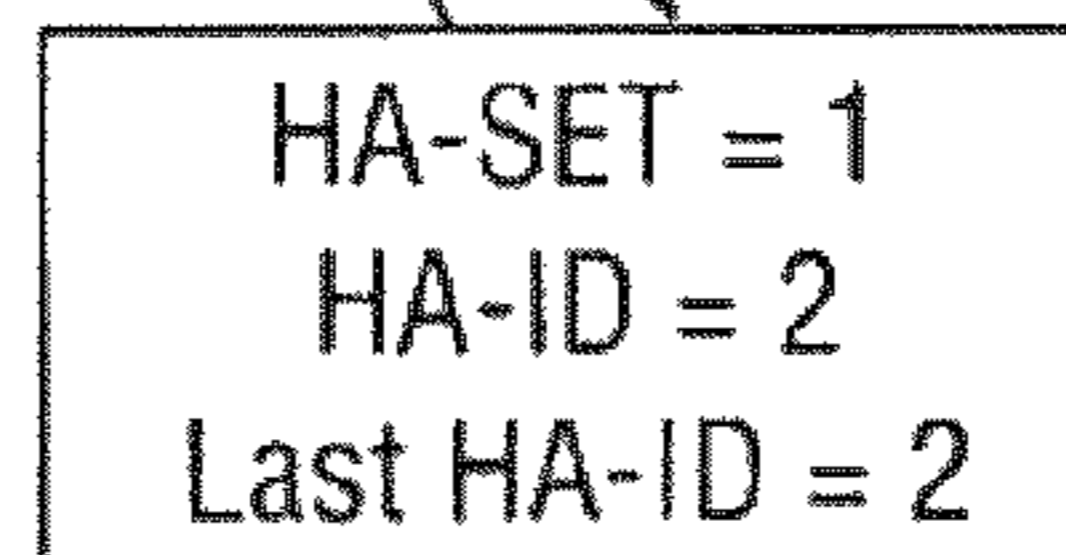 HA-SET = 1
HA-ID = 2
Last HA-ID = 2